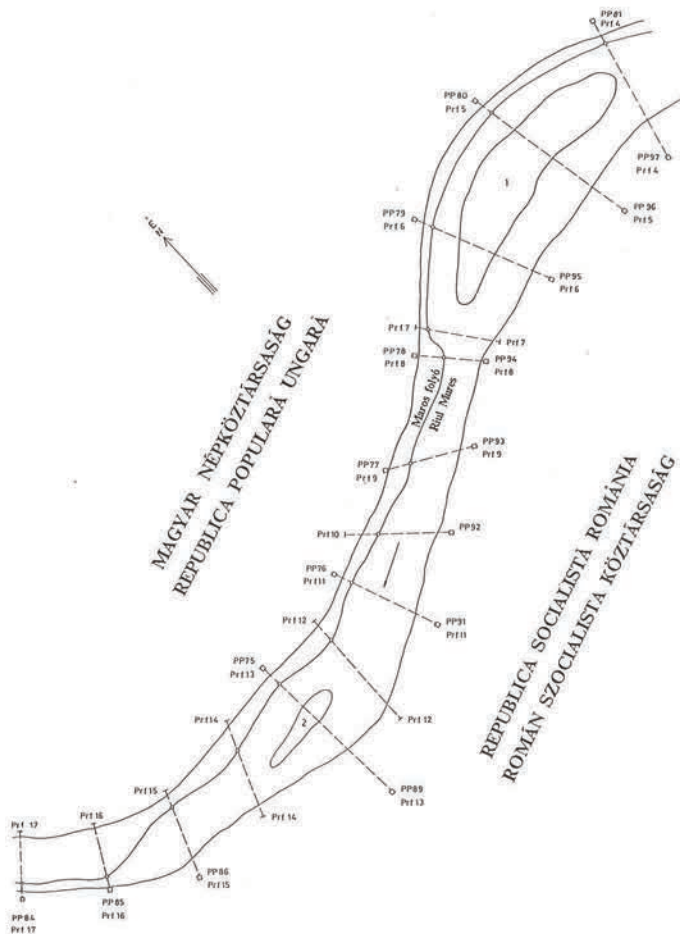 PP81
Prf 4
PP80
Prf 5
PP97
Prf 4
1
PP96
Prf 5
PP79
Prf 6
PP95
Prf 6
Prf 7
Prf 7
PP78
Prf 8
PP94
Prf 8
Maros folyó
Rîul Mureș
MAGYAR NÉPKÖZTÁRSASÁG
REPUBLICA POPULARĂ UNGARĂ
PP93
Prf 9
PP77
Prf 9
Prf 10
PP92
PP76
Prf 11
PP91
Prf 11
Prf 12
Prf 12
REPUBLICA SOCIALISTĂ ROMÂNIA
ROMÁN SZOCIALISTA KÖZTÁRSASÁG
PP75
Prf 13
2
Prf 14
Prf 14
PP89
Prf 13
Prf 15
PP86
Prf 15
Prf 16
PP85
Prf 16
Prf 17
PP84
Prf 17